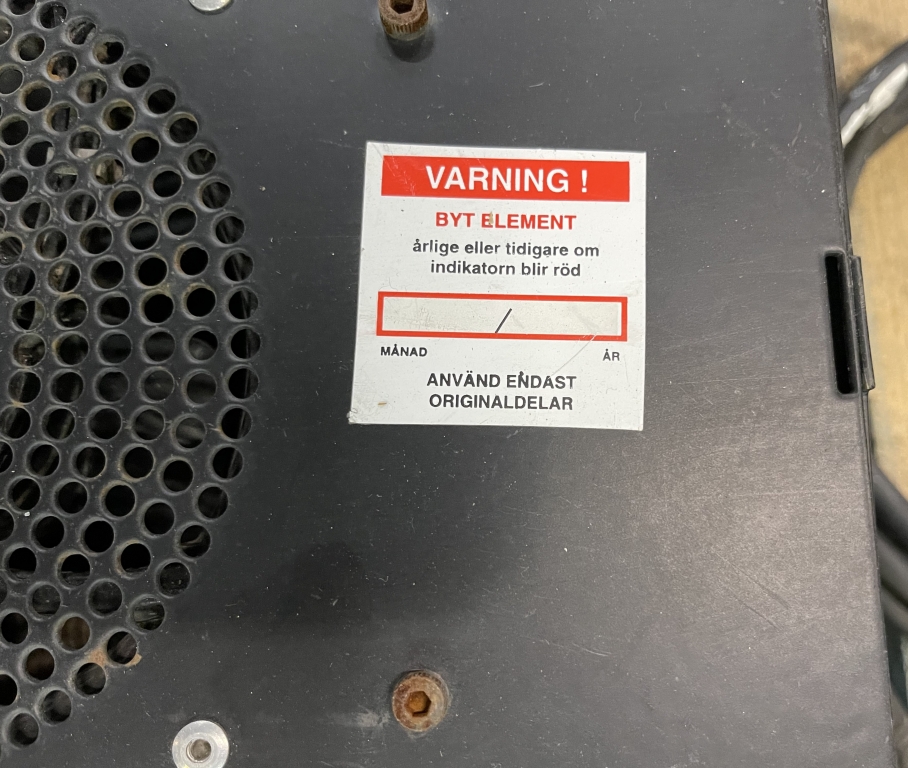 VARNING !
BYT ELEMENT
årlige eller tidigare om
indikatorn blir röd
/
MÅNAD ÅR
ANVÄND ENDAST
ORIGINALDELAR